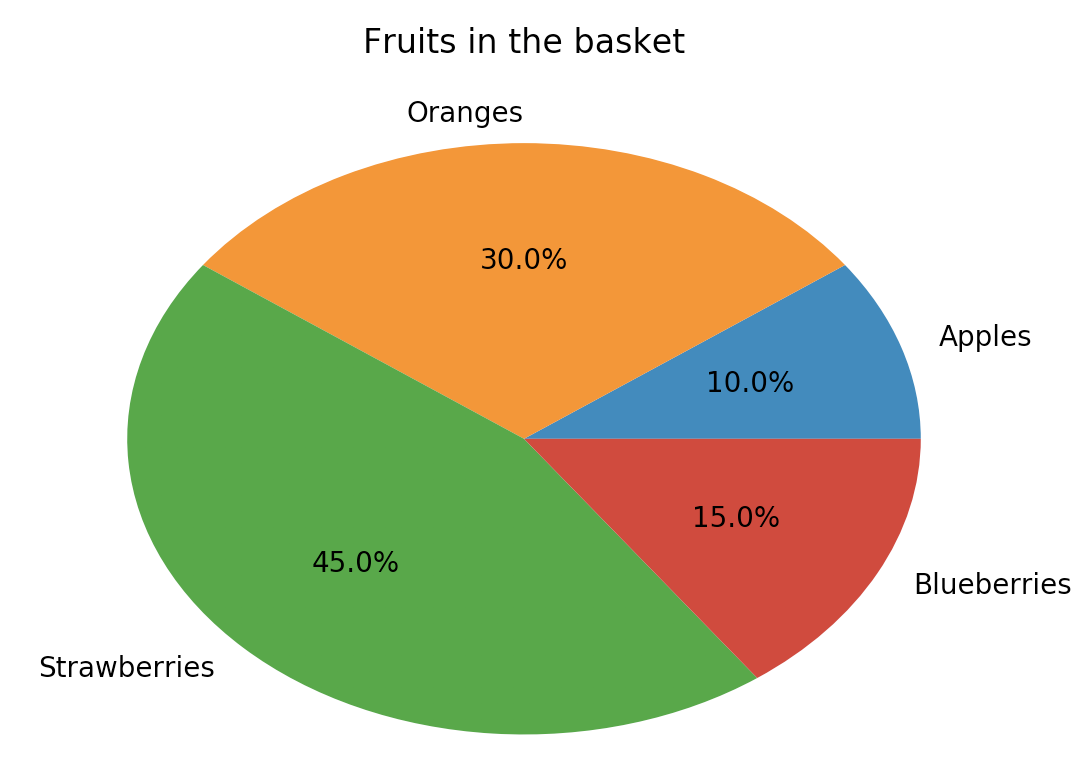 Fruits in the basket
Oranges
30.0%
Apples
10.0%
15.0%
45.0%
Blueberries
Strawberries